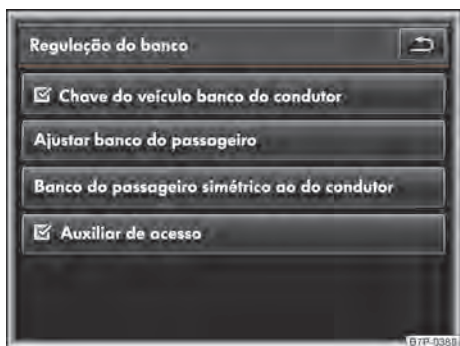 Regulação do banco
Chave do veículo banco do condutor
Ajustar banco do passageiro
Banco do passageiro simétrico ao do condutor
Auxiliar de acesso
B7P-0380